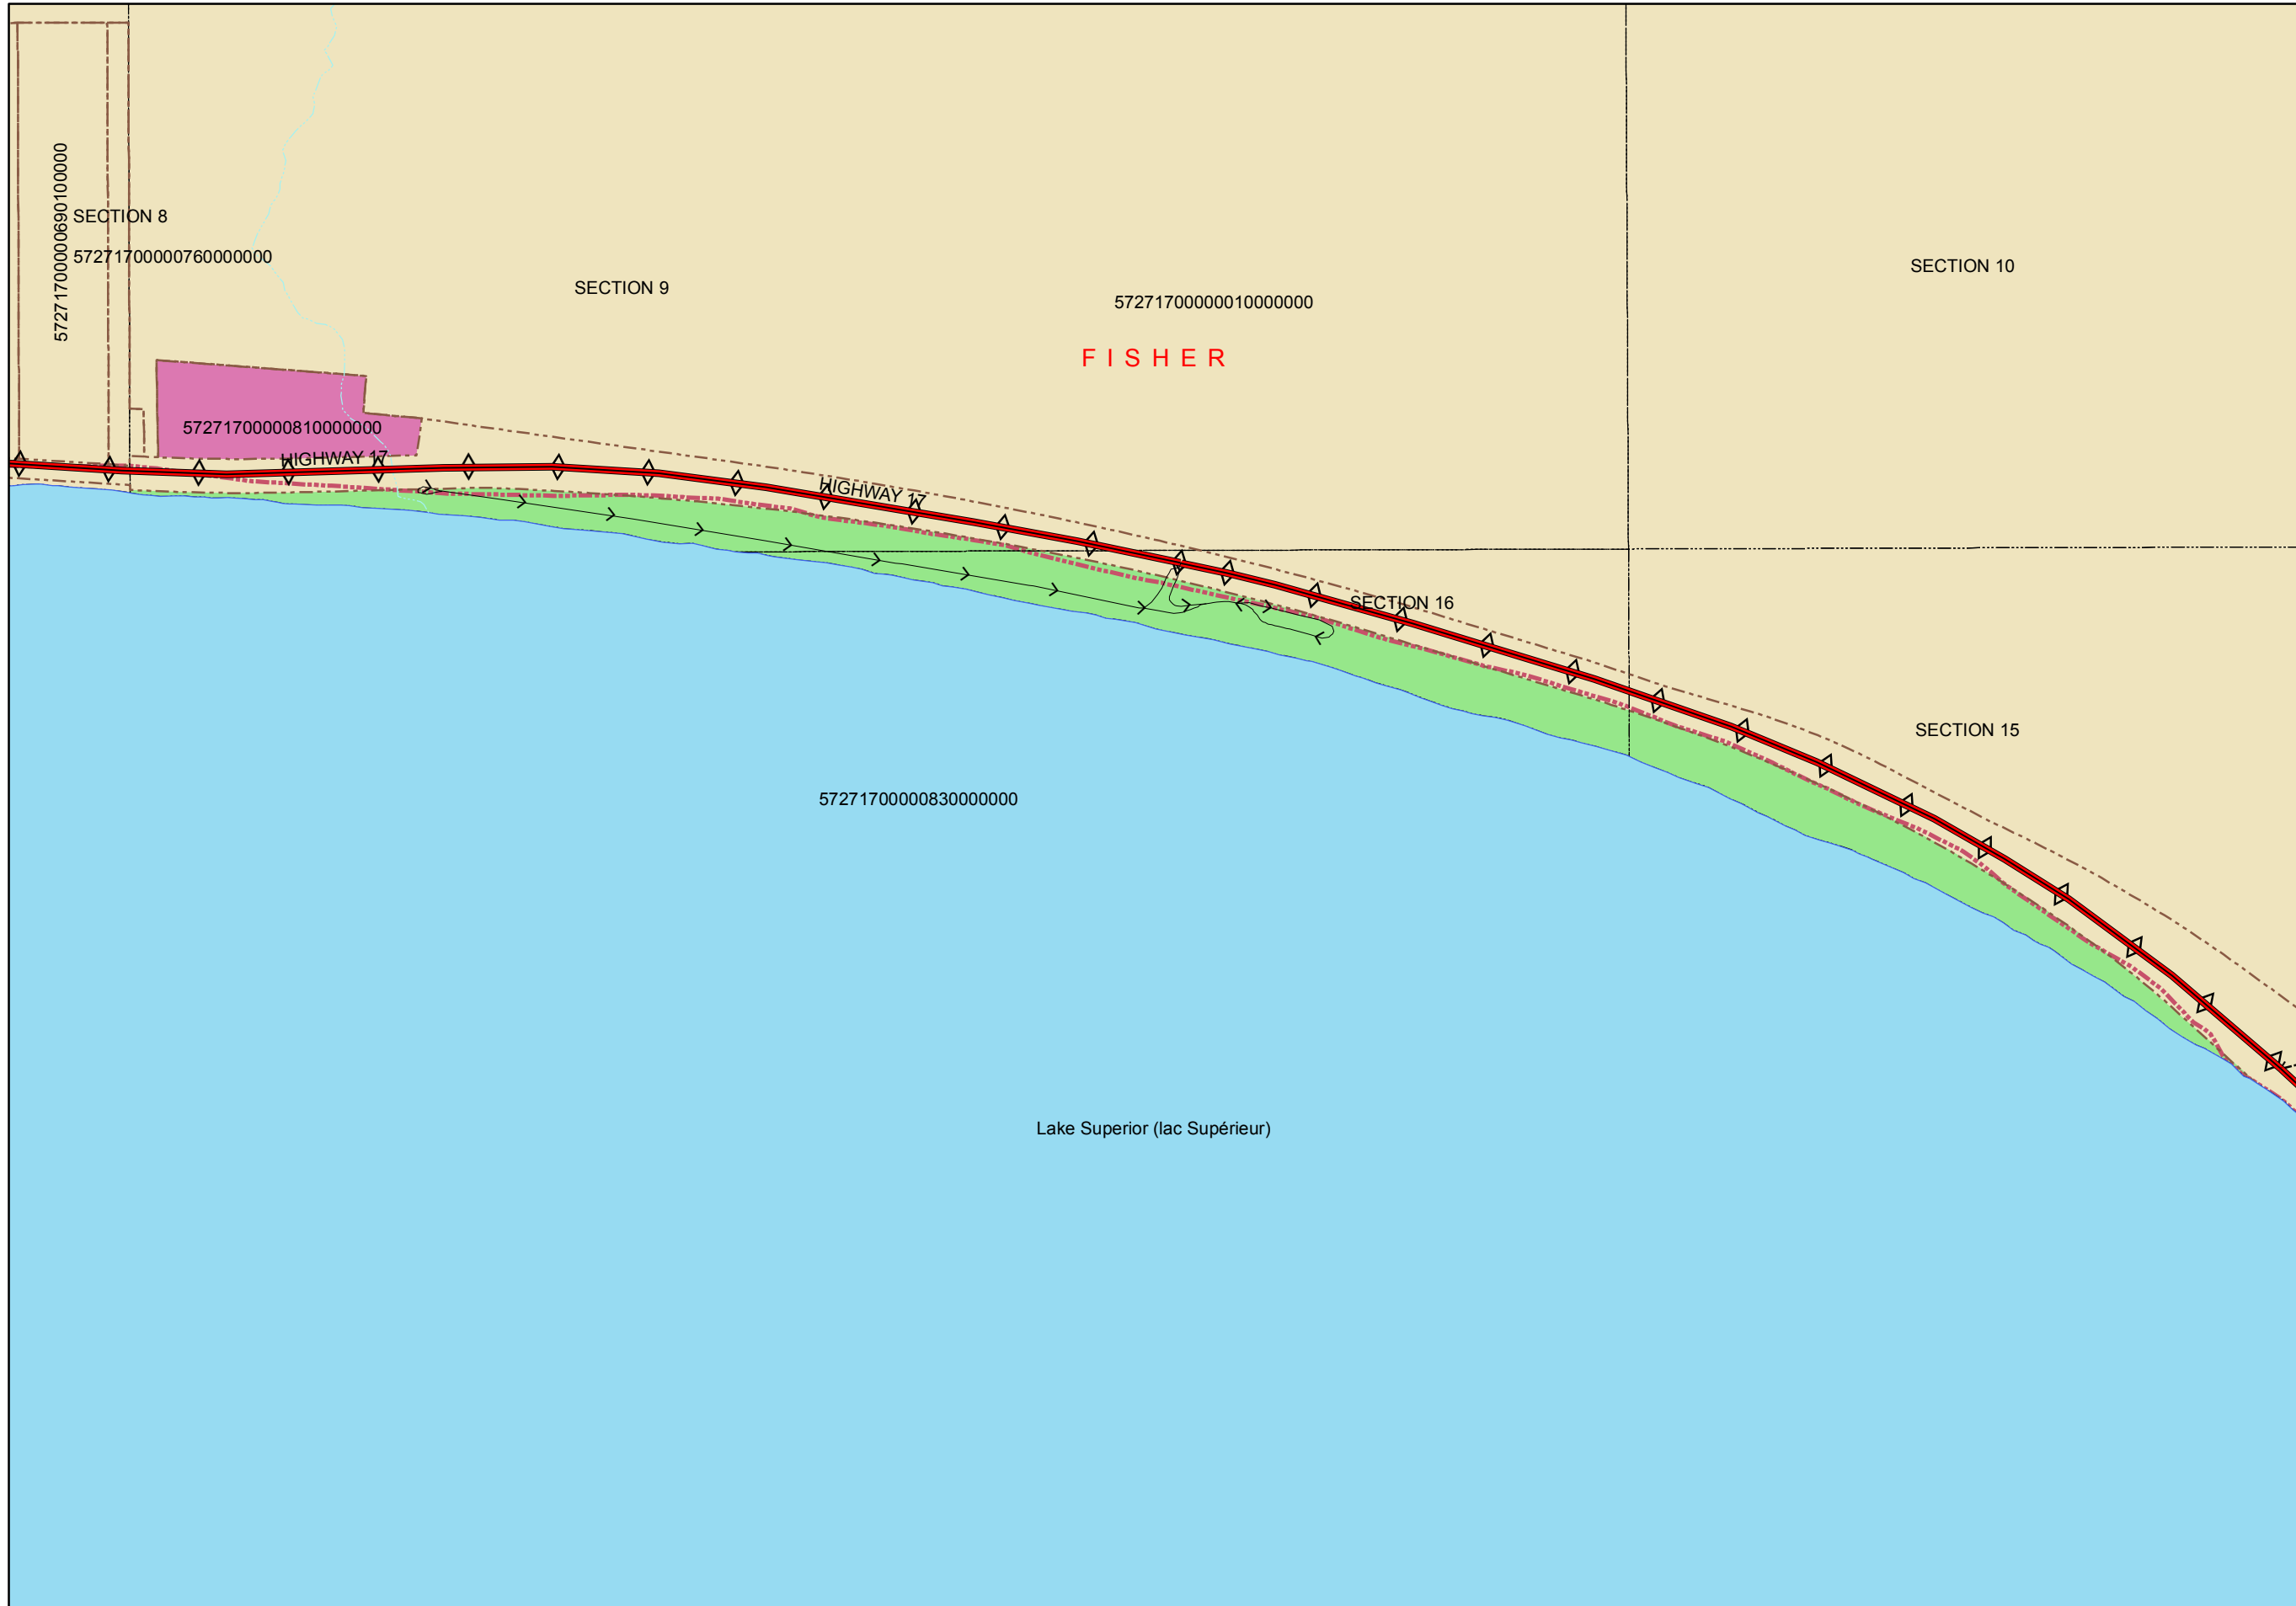 57271700000690100000
SECTION 8
57271700000760000000
SECTION 9
57271700000010000000
SECTION 10
FISHER
57271700000810000000
HIGHWAY 17
HIGHWAY 17
SECTION 16
SECTION 15
57271700000830000000
Lake Superior (lac Supérieur)